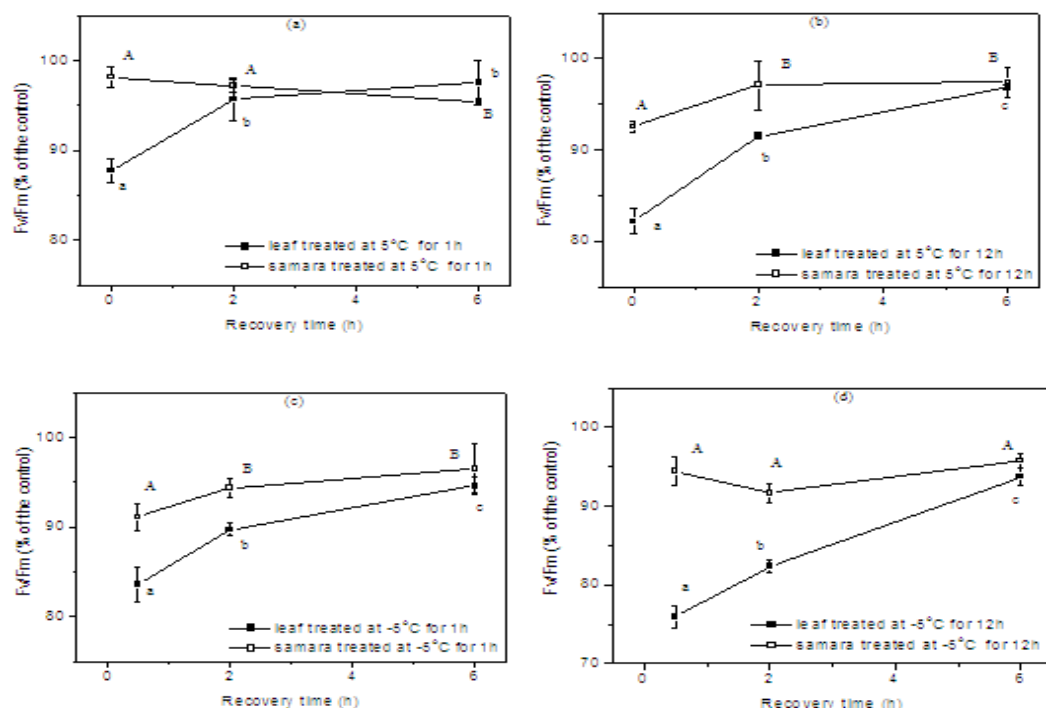 (a)
Fv/Fm (% of the control)
100
90
80
A
A
b
b
B
a
leaf treated at 5°C for 1h
samara treated at 5°C for 1h
0 2 4 6
Recovery time (h)
(b)
Fv/Fm (% of the control)
100
90
80
B
B
A
c
b
a
leaf treated at 5°C for 12h
samara treated at 5°C for 12h
0 2 4 6
Recovery time (h)
(c)
Fv/Fm (% of the control)
100
90
80
B
B
A
c
b
a
leaf treated at -5°C for 1h
samara treated at -5°C for 1h
0 2 4 6
Recovery time (h)
(d)
Fv/Fm (% of the control)
100
90
80
70
A
A
A
c
b
a
leaf treated at -5°C for 12h
samara treated at -5°C for 12h
0 2 4 6
Recovery time (h)